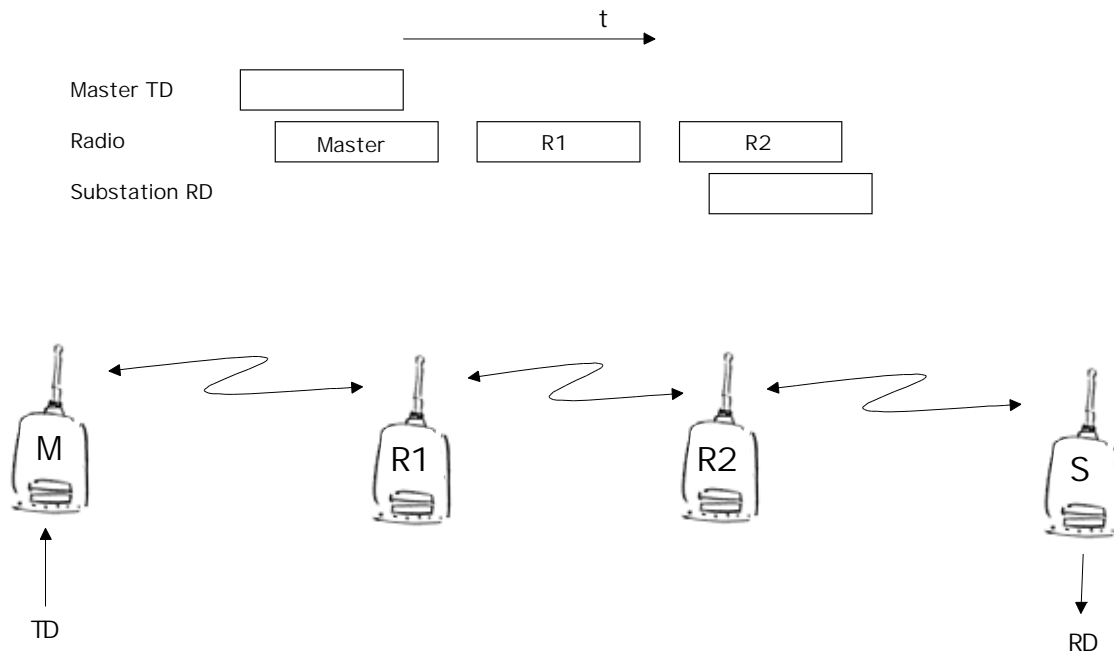 t
Master TD
Radio Master R1 R2
Substation RD
M R1 R2 S
TD RD